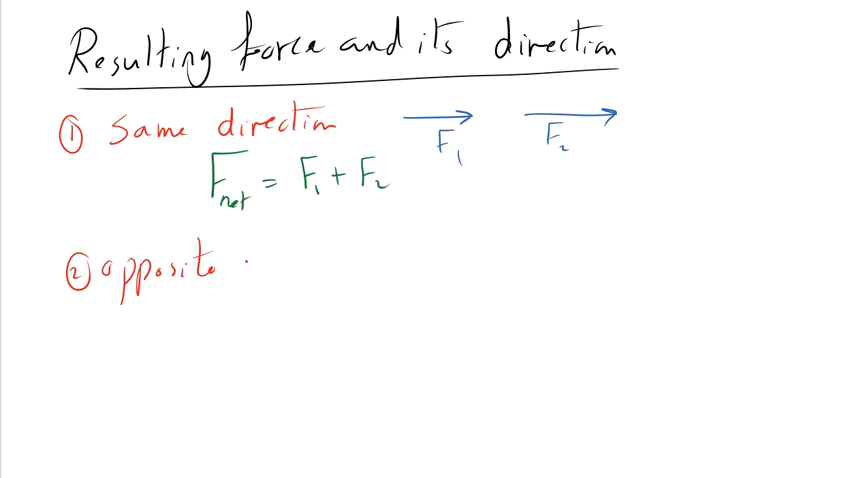 Resulting force and its direction
① Same direction F₁ F₂
Fnet = F₁ + F₂
② opposite